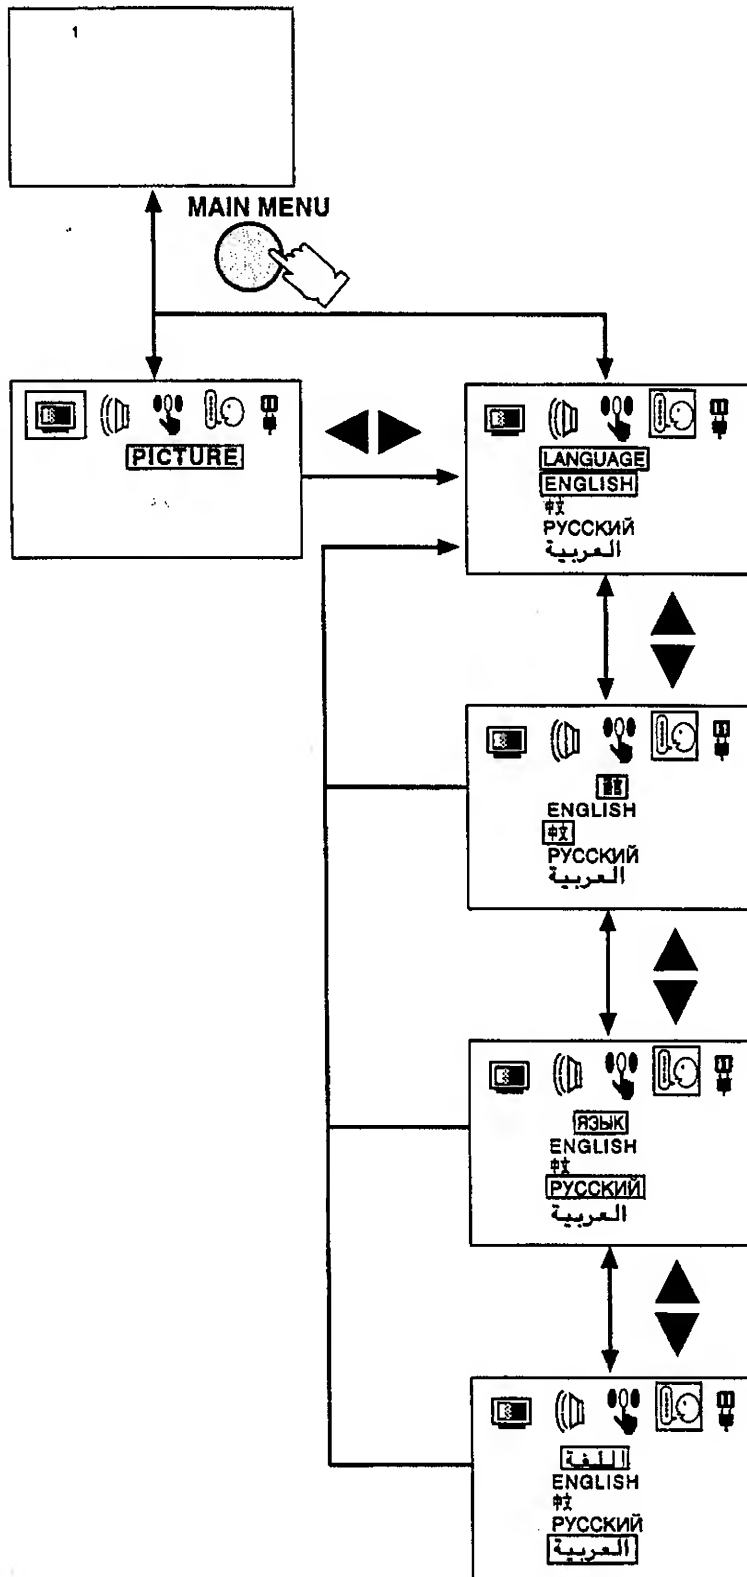 1
MAIN MENU
PICTURE
LANGUAGE
ENGLISH
中文
РУССКИЙ
العربية
ENGLISH
中文
РУССКИЙ
العربية
ЯЗЫК
ENGLISH
中文
РУССКИЙ
العربية
اللغة
ENGLISH
中文
РУССКИЙ
العربية